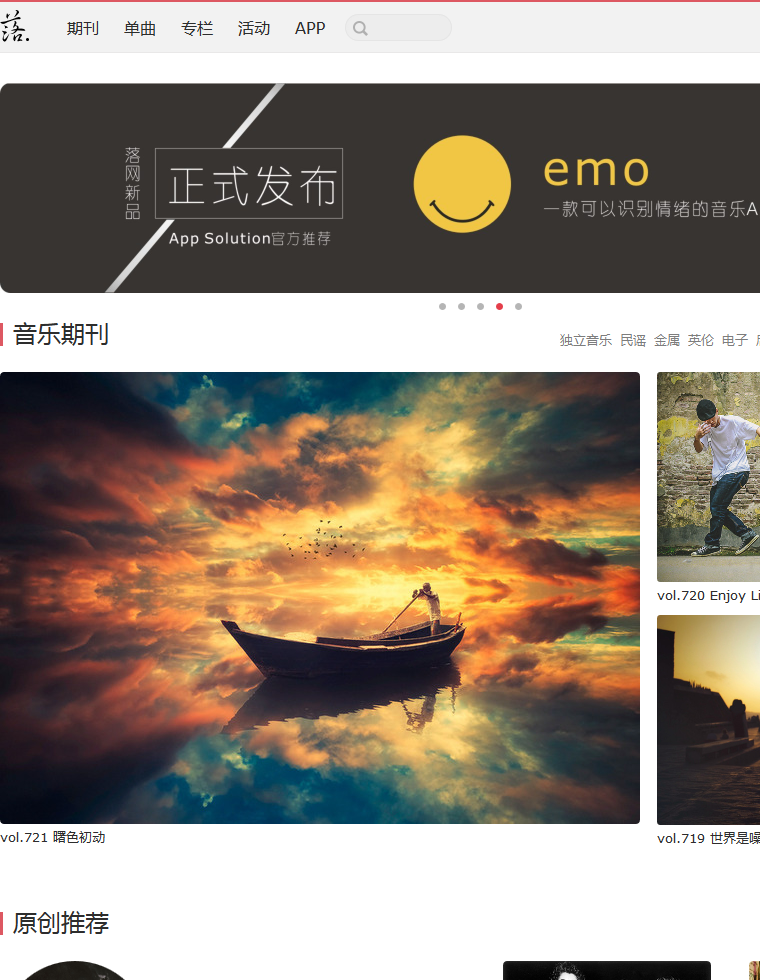 落.
期刊 单曲 专栏 活动 APP
落网新品
正式发布
App Solution官方推荐
emo
一款可以识别情绪的音乐A
音乐期刊
独立音乐 民谣 金属 英伦 电子
vol.720 Enjoy Li
vol.721 曙色初动
vol.719 世界是嘈
原创推荐